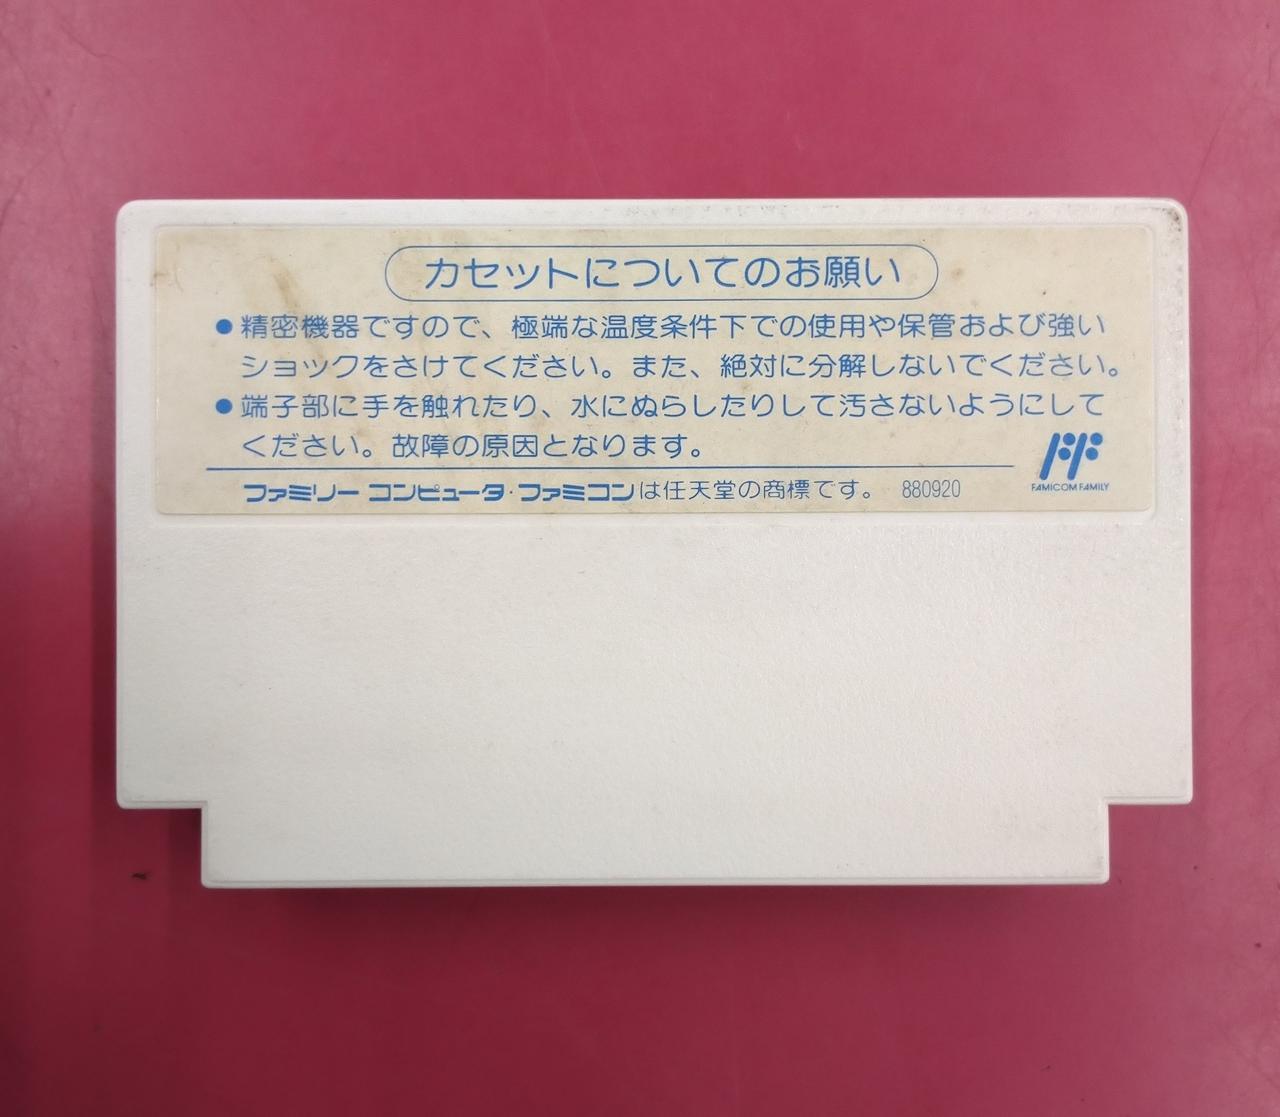 カセットについてのお願い
●精密機器ですので、極端な温度条件下での使用や保管および強い
ショックをさけてください。また、絶対に分解しないでください。
●端子部に手を触れたり、水にぬらしたりして汚さないようにして
ください。故障の原因となります。
FAMICOM FAMILY
ファミリー コンピュータ・ファミコンは任天堂の商標です。 880920